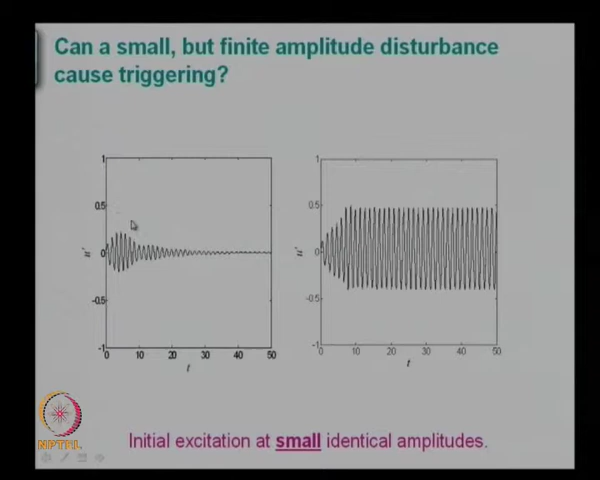 Can a small, but finite amplitude disturbance
cause triggering?
1
0.5
0
-0.5
-1
u'
0 10 20 30 40 50
t
1
0.5
0
-0.5
-1
u'
0 10 20 30 40 50
t
NPTEL
Initial excitation at small identical amplitudes.